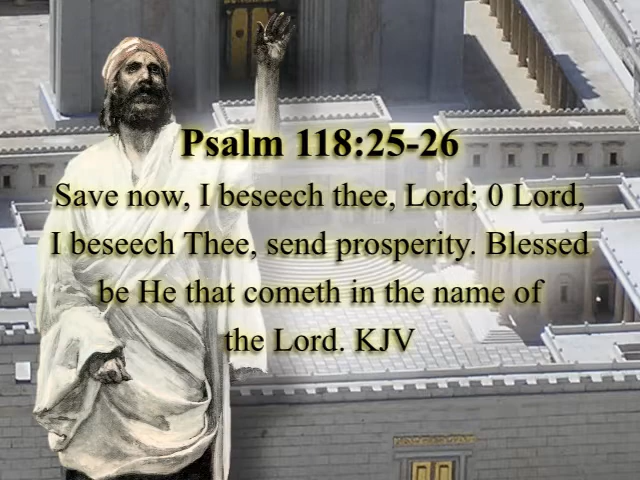 Psalm 118:25-26
Save now, I beseech thee, Lord; 0 Lord,
I beseech Thee, send prosperity. Blessed
be He that cometh in the name of
the Lord. KJV